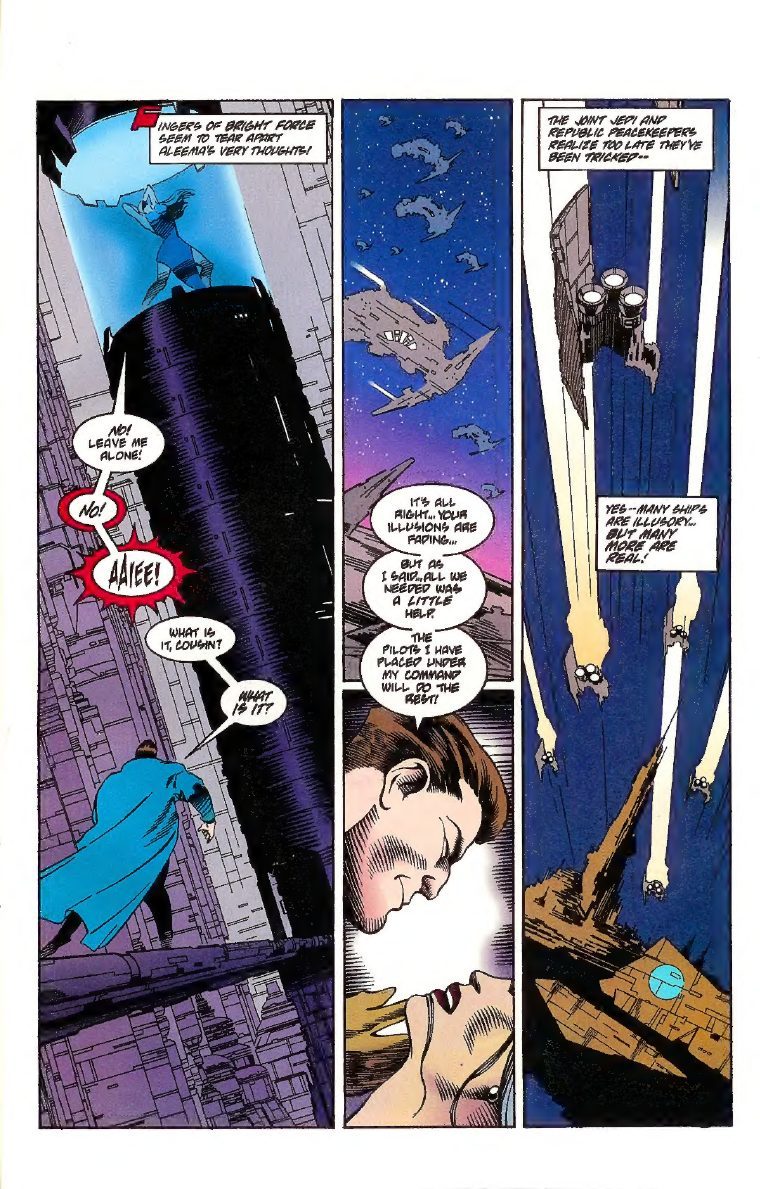 FINGERS OF BRIGHT FORCE
SEEM TO TEAR APART
ALEEMA'S VERY THOUGHTS!
NO!
LEAVE ME
ALONE!
NO!
AAIEE!
WHAT IS
IT, COUSIN?
WHAT
IS IT?
IT'S ALL
RIGHT... YOUR
ILLUSIONS ARE
FADING...
BUT AS
I SAID... ALL WE
NEEDED WAS
A LITTLE
HELP.
THE
PILOTS I HAVE
PLACED UNDER
MY COMMAND
WILL DO THE
REST!
THE JOINT JEDI AND
REPUBLIC PEACEKEEPERS
REALIZE TOO LATE THEY'VE
BEEN TRICKED--
YES--MANY SHIPS
ARE ILLUSORY...
BUT MANY
MORE ARE
REAL!